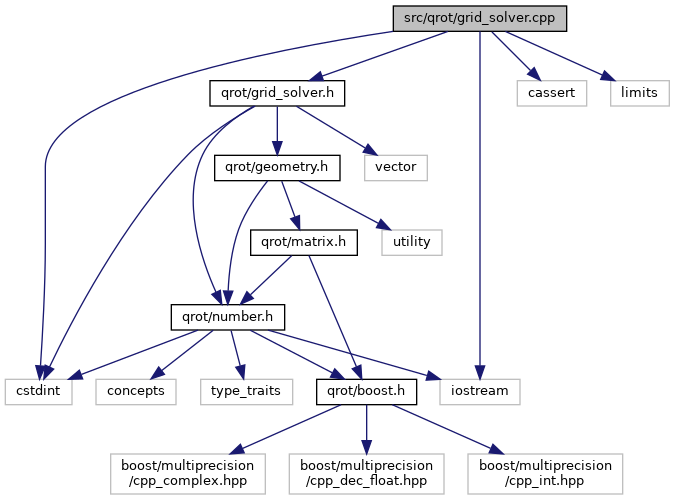 src/qrot/grid_solver.cpp
qrot/grid_solver.h
cassert
limits
qrot/geometry.h
vector
qrot/matrix.h
utility
qrot/number.h
cstdint
concepts
type_traits
qrot/boost.h
iostream
boost/multiprecision
/cpp_complex.hpp
boost/multiprecision
/cpp_dec_float.hpp
boost/multiprecision
/cpp_int.hpp